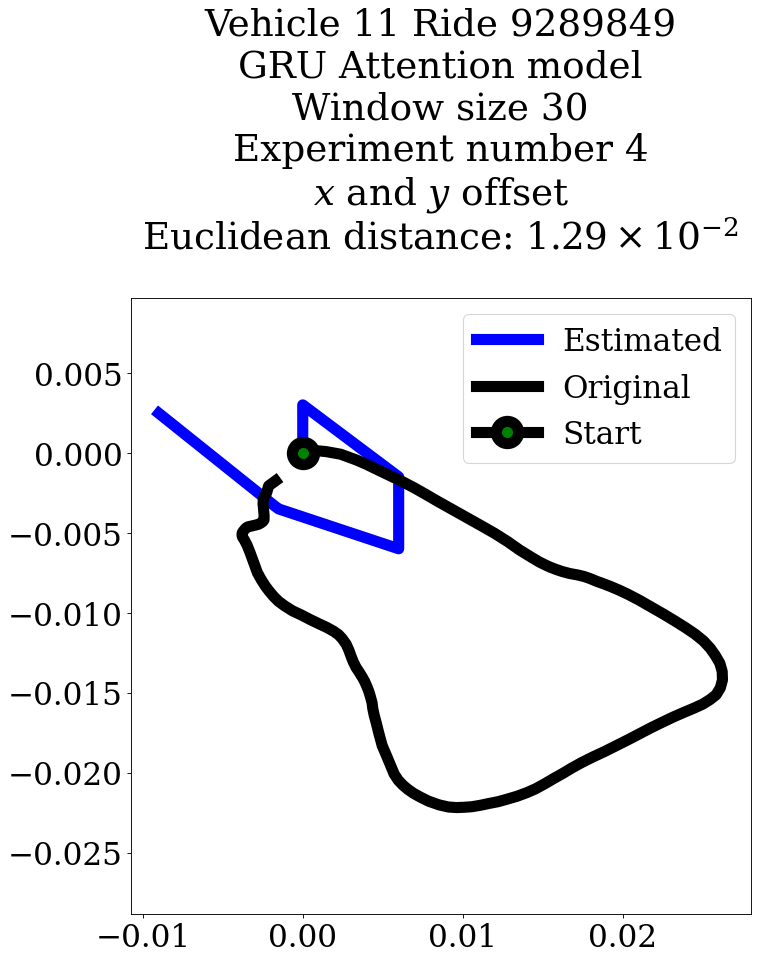 Vehicle 11 Ride 9289849
GRU Attention model
Window size 30
Experiment number 4
x and y offset
Euclidean distance: 1.29 × 10⁻²
Estimated
Original
Start
0.005
0.000
−0.005
−0.010
−0.015
−0.020
−0.025
−0.01 0.00 0.01 0.02